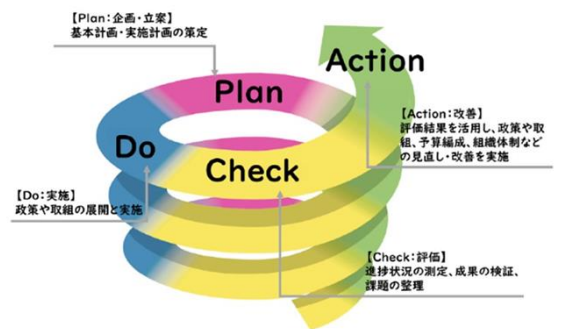 【Plan：企画・立案】
基本計画・実施計画の策定
Action
Plan
【Action：改善】
評価結果を活用し、政策や取
組、予算編成、組織体制など
の見直し・改善を実施
Do
Check
【Do：実施】
政策や取組の展開と実施
【Check：評価】
進捗状況の測定、成果の検証、
課題の整理